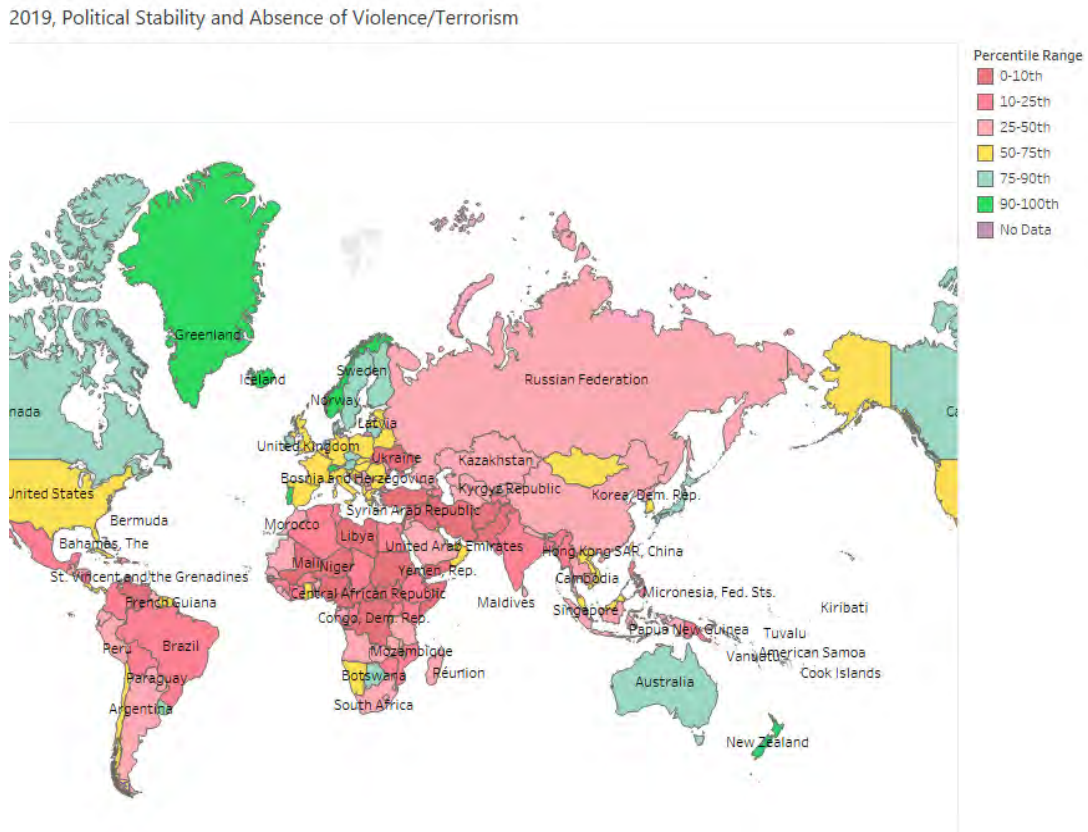 2019, Political Stability and Absence of Violence/Terrorism
Percentile Range
0-10th
10-25th
25-50th
50-75th
75-90th
90-100th
No Data
Greenland
Iceland
Sweden
Norway
Russian Federation
nada
Ca
Latvia
United Kingdom
Ukraine
Kazakhstan
Bosnia and Herzegovina
Kyrgyz Republic
Korea, Dem. Rep.
United States
Syrian Arab Republic
Bermuda
Morocco
Libya
Bahamas, The
United Arab Emirates
Hong Kong SAR, China
Mali
Niger
Yemen, Rep.
St. Vincent and the Grenadines
Cambodia
Central African Republic
Micronesia, Fed. Sts.
French Guiana
Maldives
Singapore
Kiribati
Congo, Dem. Rep.
Papua New Guinea
Tuvalu
Peru
Brazil
Mozambique
Vanuatu
American Samoa
Paraguay
Botswana
Réunion
Cook Islands
Australia
Argentina
South Africa
New Zealand